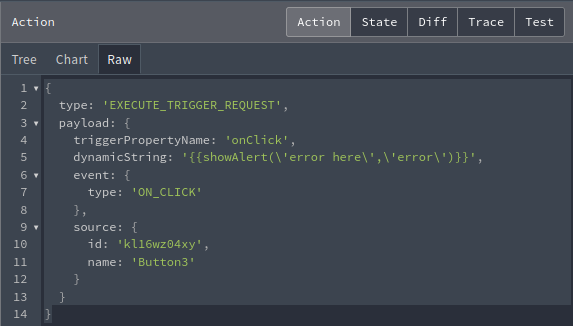 Action
Action State Diff Trace Test
Tree Chart Raw
1 {
2 type: 'EXECUTE_TRIGGER_REQUEST',
3 payload: {
4 triggerPropertyName: 'onClick',
5 dynamicString: '{{showAlert(\'error here\',\'error\')}}',
6 event: {
7 type: 'ON_CLICK'
8 },
9 source: {
10 id: 'kl16wz04xy',
11 name: 'Button3'
12 }
13 }
14 }